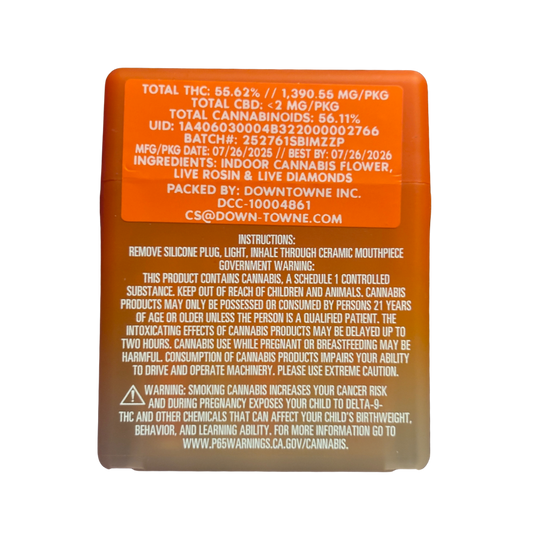 TOTAL THC: 55.62% // 1,390.55 MG/PKG
TOTAL CBD: <2 MG/PKG
TOTAL CANNABINOIDS: 56.11%
UID: 1A406030004B322000002766
BATCH#: 252761SBIMZZP
MFG/PKG DATE: 07/26/2025 // BEST BY: 07/26/2026
INGREDIENTS: INDOOR CANNABIS FLOWER,
LIVE ROSIN & LIVE DIAMONDS
PACKED BY: DOWNTOWNE INC.
DCC-10004861
CS@DOWN-TOWNE.COM
INSTRUCTIONS:
REMOVE SILICONE PLUG, LIGHT, INHALE THROUGH CERAMIC MOUTHPIECE
GOVERNMENT WARNING:
THIS PRODUCT CONTAINS CANNABIS, A SCHEDULE 1 CONTROLLED
SUBSTANCE. KEEP OUT OF REACH OF CHILDREN AND ANIMALS. CANNABIS
PRODUCTS MAY ONLY BE POSSESSED OR CONSUMED BY PERSONS 21 YEARS
OF AGE OR OLDER UNLESS THE PERSON IS A QUALIFIED PATIENT. THE
INTOXICATING EFFECTS OF CANNABIS PRODUCTS MAY BE DELAYED UP TO
TWO HOURS. CANNABIS USE WHILE PREGNANT OR BREASTFEEDING MAY BE
HARMFUL. CONSUMPTION OF CANNABIS PRODUCTS IMPAIRS YOUR ABILITY
TO DRIVE AND OPERATE MACHINERY. PLEASE USE EXTREME CAUTION.
WARNING: SMOKING CANNABIS INCREASES YOUR CANCER RISK
AND DURING PREGNANCY EXPOSES YOUR CHILD TO DELTA-9-
THC AND OTHER CHEMICALS THAT CAN AFFECT YOUR CHILD'S BIRTHWEIGHT,
BEHAVIOR, AND LEARNING ABILITY. FOR MORE INFORMATION GO TO
WWW.P65WARNINGS.CA.GOV/CANNABIS.